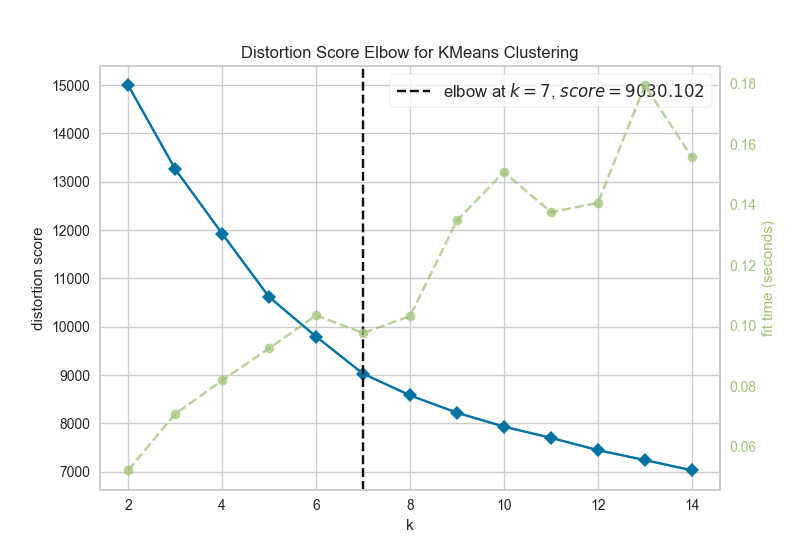 Distortion Score Elbow for KMeans Clustering
elbow at k = 7, score = 9030.102
15000
14000
13000
12000
11000
10000
9000
8000
7000
distortion score
0.18
0.16
0.14
0.12
0.10
0.08
0.06
fit time (seconds)
2 4 6 8 10 12 14
k